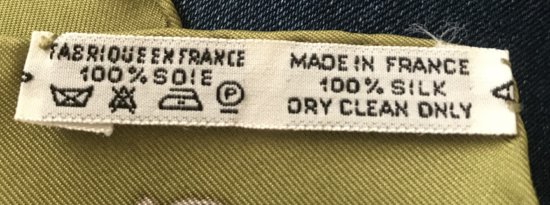 FABRIQUE EN FRANCE
100% SOIE
P
MADE IN FRANCE
100% SILK
DRY CLEAN ONLY